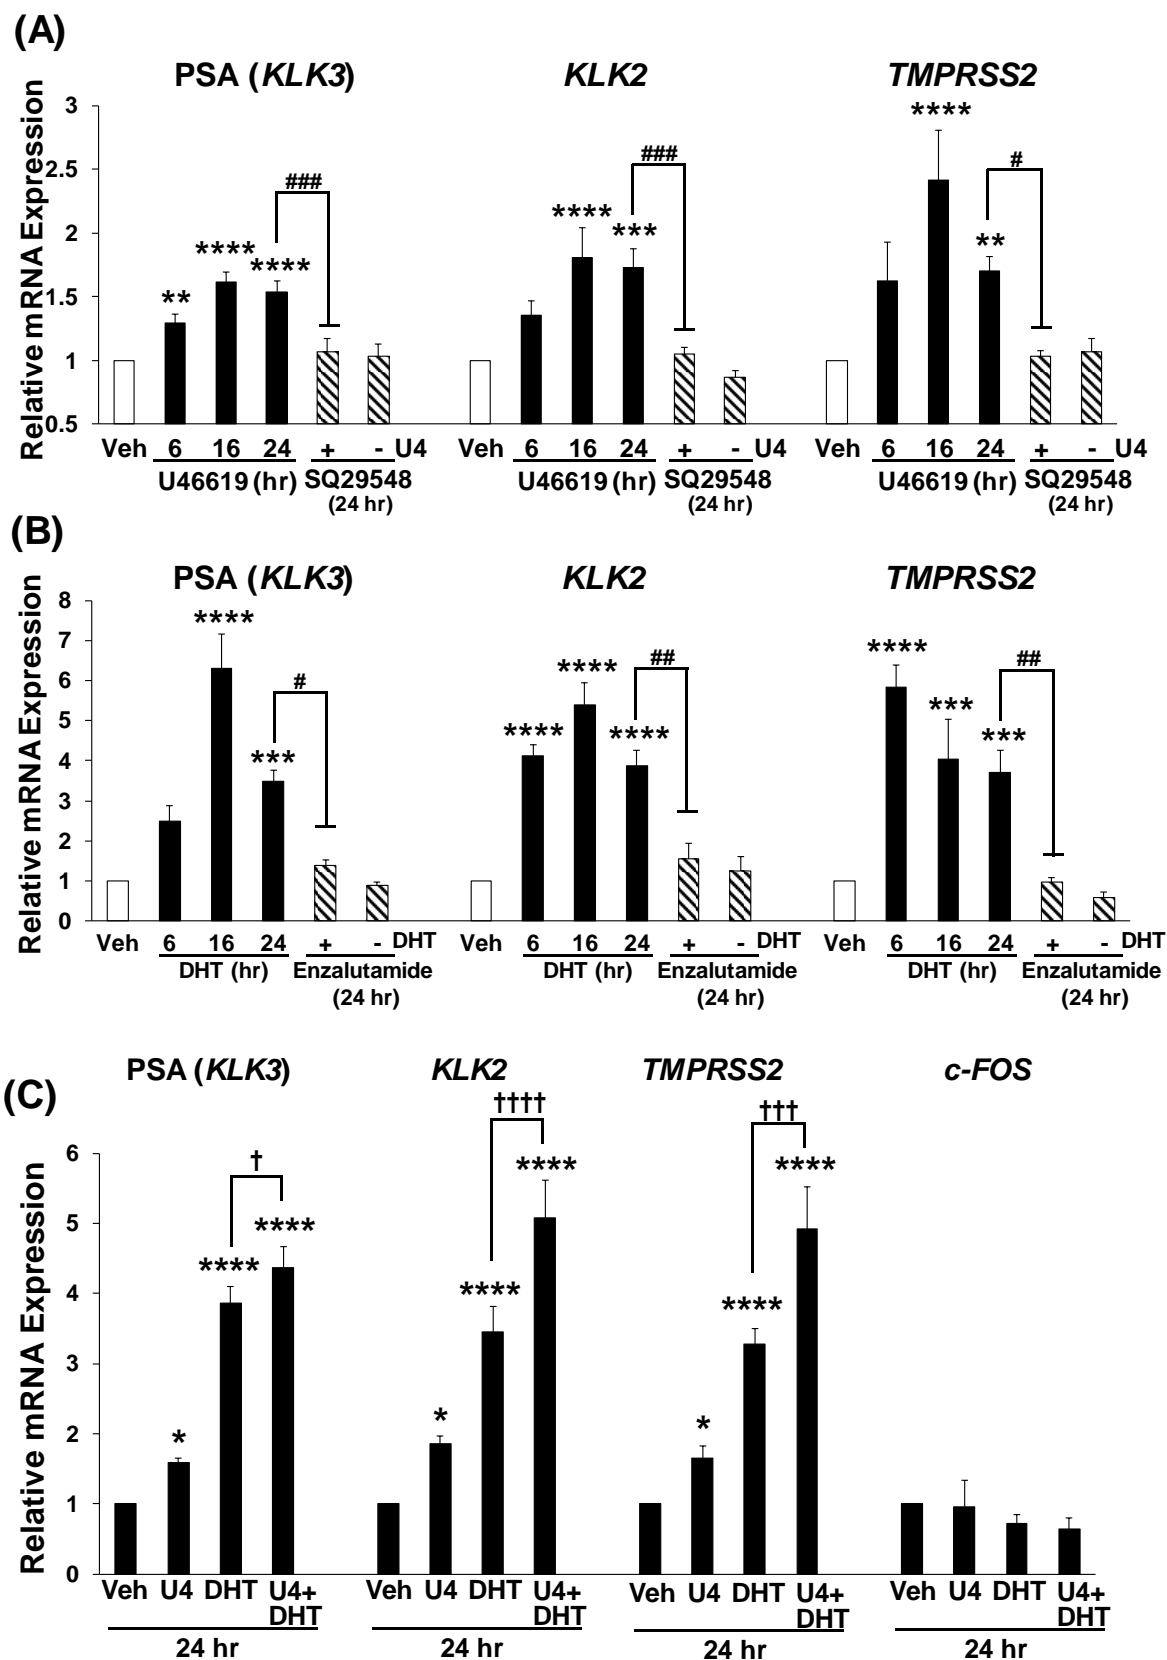 (A)
PSA (KLK3) KLK2 TMPRSS2
Relative mRNA Expression
3
2.5
2
1.5
1
0.5
** **** **** ###
**** *** ###
**** ** #
Veh 6 16 24 + - U4 Veh 6 16 24 + - U4 Veh 6 16 24 + - U4
U46619 (hr) SQ29548 U46619 (hr) SQ29548 U46619 (hr) SQ29548
(24 hr) (24 hr) (24 hr)
(B)
PSA (KLK3) KLK2 TMPRSS2
Relative mRNA Expression
8
7
6
5
4
3
2
1
0
**** *** #
**** **** **** ##
**** *** *** ##
Veh 6 16 24 + - DHT Veh 6 16 24 + - DHT Veh 6 16 24 + - DHT
DHT (hr) Enzalutamide DHT (hr) Enzalutamide DHT (hr) Enzalutamide
(24 hr) (24 hr) (24 hr)
(C)
PSA (KLK3) KLK2 TMPRSS2 c-FOS
Relative mRNA Expression
6
5
4
3
2
1
0
* **** **** †
* **** **** ††††
* **** **** †††
Veh U4 DHT U4+ Veh U4 DHT U4+ Veh U4 DHT U4+ Veh U4 DHT U4+
DHT DHT DHT DHT
24 hr 24 hr 24 hr 24 hr